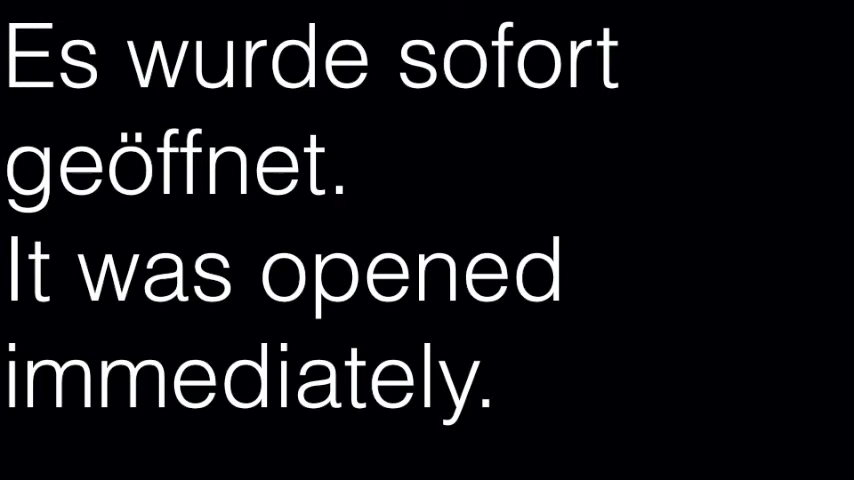 Es wurde sofort
geöffnet.
It was opened
immediately.